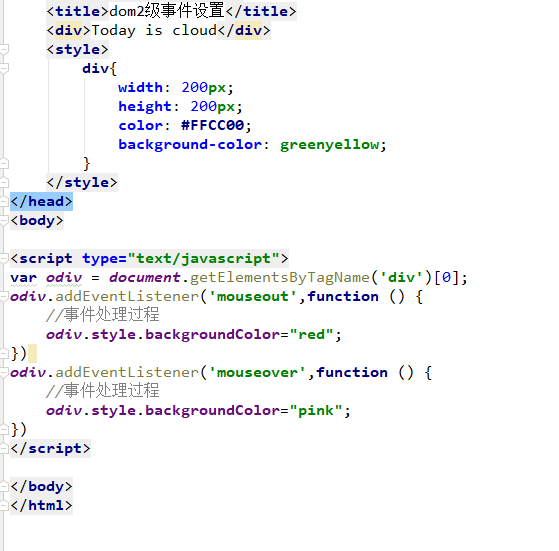 <title>dom2级事件设置</title>
<div>Today is cloud</div>
<style>
div{
width: 200px;
height: 200px;
color: #FFCC00;
background-color: greenyellow;
}
</style>
</head>
<body>
<script type="text/javascript">
var odiv = document.getElementsByTagName('div')[0];
odiv.addEventListener('mouseout',function () {
//事件处理过程
odiv.style.backgroundColor="red";
})
odiv.addEventListener('mouseover',function () {
//事件处理过程
odiv.style.backgroundColor="pink";
})
</script>
</body>
</html>